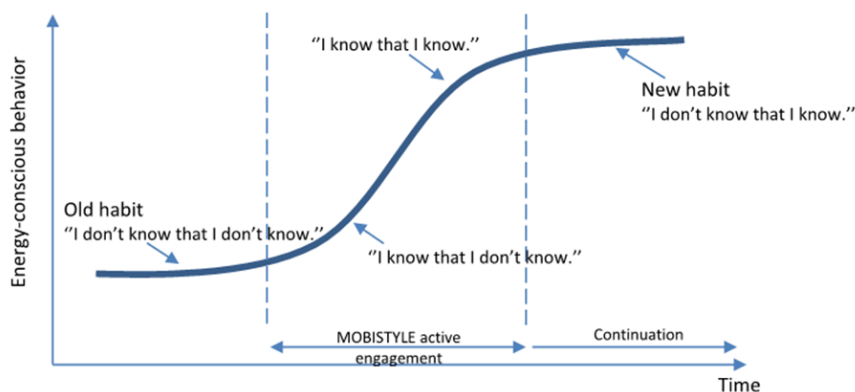 ‘’I know that I know.’’
New habit
‘’I don’t know that I know.’’
Energy-conscious behavior
Old habit
‘’I don’t know that I don’t know.’’
‘’I know that I don’t know.’’
MOBISTYLE active
engagement
Continuation
Time